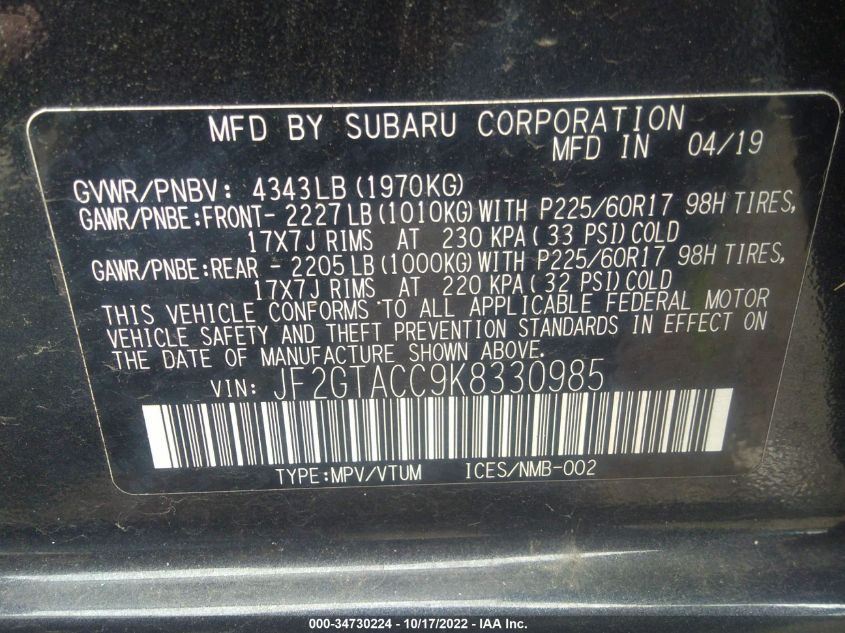 MFD BY SUBARU CORPORATION
MFD IN 04/19
GVWR/PNBV: 4343LB (1970KG)
GAWR/PNBE:FRONT- 2227LB (1010KG) WITH P225/60R17 98H TIRES,
17X7J RIMS AT 230 KPA( 33 PSI) COLD
GAWR/PNBE:REAR - 2205LB (1000KG) WITH P225/60R17 98H TIRES,
17X7J RIMS AT 220 KPA( 32 PSI) COLD
THIS VEHICLE CONFORMS TO ALL APPLICABLE FEDERAL MOTOR
VEHICLE SAFETY AND THEFT PREVENTION STANDARDS IN EFFECT ON
THE DATE OF MANUFACTURE SHOWN ABOVE.
VIN: JF2GTACC9K8330985
TYPE:MPV/VTUM ICES/NMB-002
000-34730224 - 10/17/2022 - IAA Inc.